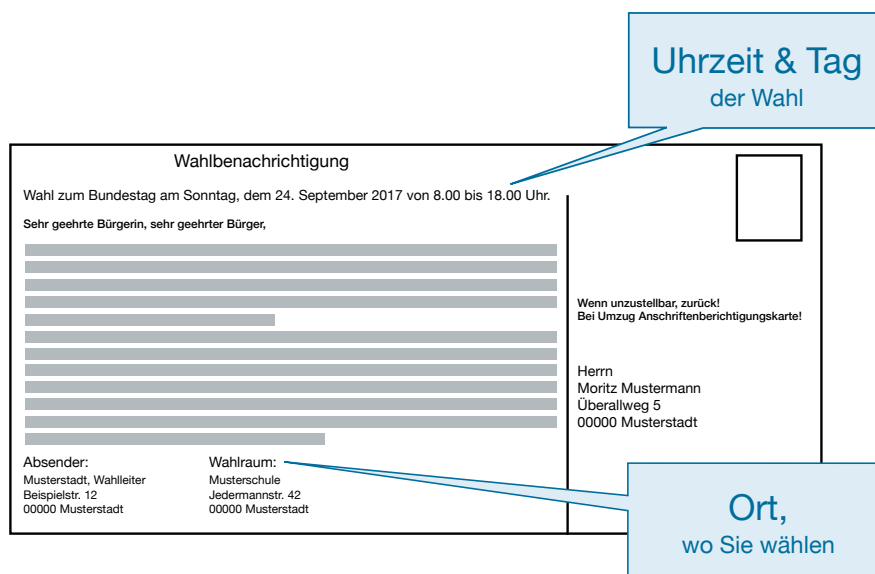 Uhrzeit & Tag
der Wahl
Wahlbenachrichtigung
Wahl zum Bundestag am Sonntag, dem 24. September 2017 von 8.00 bis 18.00 Uhr.
Sehr geehrte Bürgerin, sehr geehrter Bürger,
Wenn unzustellbar, zurück!
Bei Umzug Anschriftenberichtigungskarte!
Herrn
Moritz Mustermann
Überallweg 5
00000 Musterstadt
Absender:
Musterstadt, Wahlleiter
Beispielstr. 12
00000 Musterstadt
Wahlraum:
Musterschule
Jedermannstr. 42
00000 Musterstadt
Ort,
wo Sie wählen